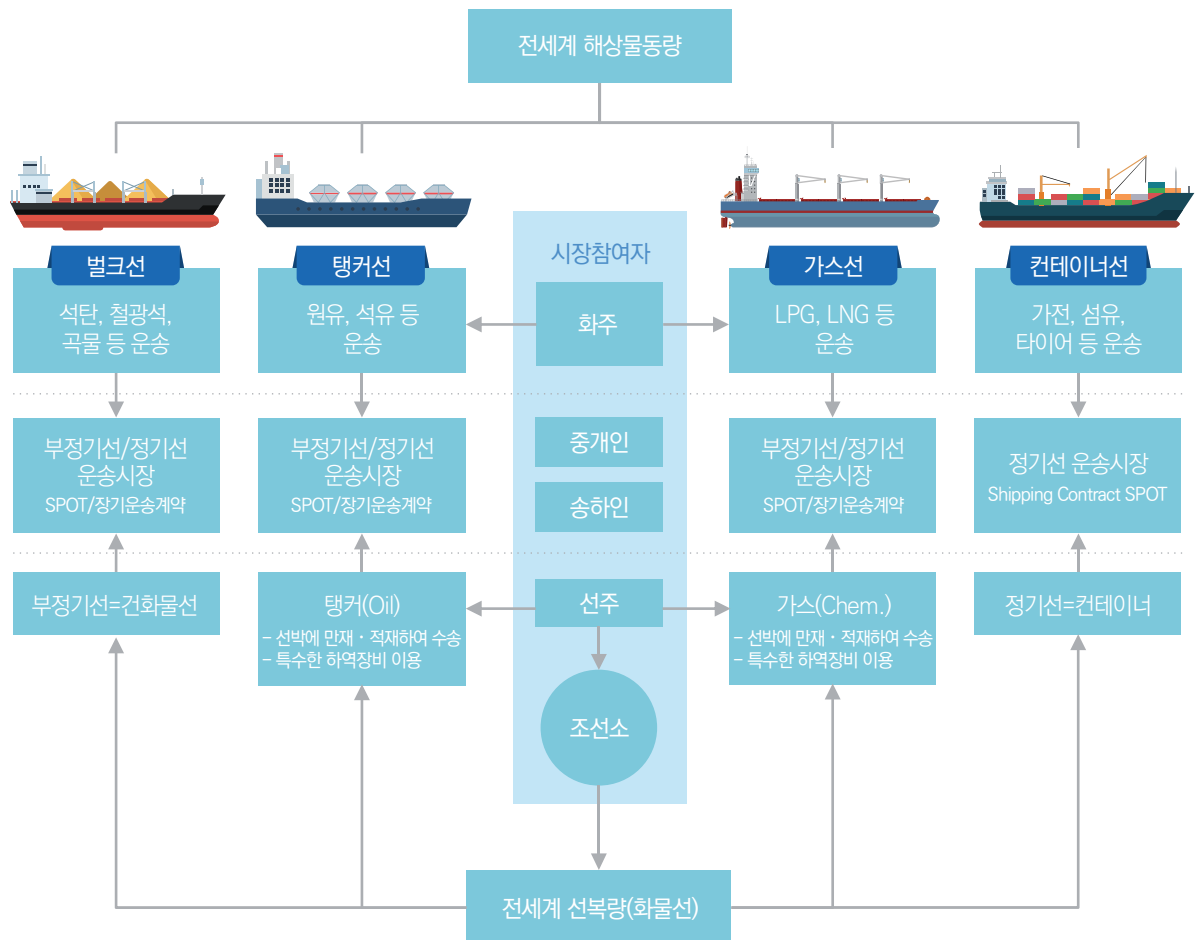 전세계 해상물동량
벌크선
석탄, 철광석,
곡물 등 운송
탱커선
원유, 석유 등
운송
시장참여자
화주
가스선
LPG, LNG 등
운송
컨테이너선
가전, 섬유,
타이어 등 운송
부정기선/정기선
운송시장
SPOT/장기운송계약
부정기선/정기선
운송시장
SPOT/장기운송계약
중개인
송하인
부정기선/정기선
운송시장
SPOT/장기운송계약
정기선 운송시장
Shipping Contract SPOT
부정기선=건화물선
탱커(Oil)
– 선박에 만재 · 적재하여 수송
– 특수한 하역장비 이용
선주
가스(Chem.)
– 선박에 만재 · 적재하여 수송
– 특수한 하역장비 이용
정기선=컨테이너
조선소
전세계 선복량(화물선)